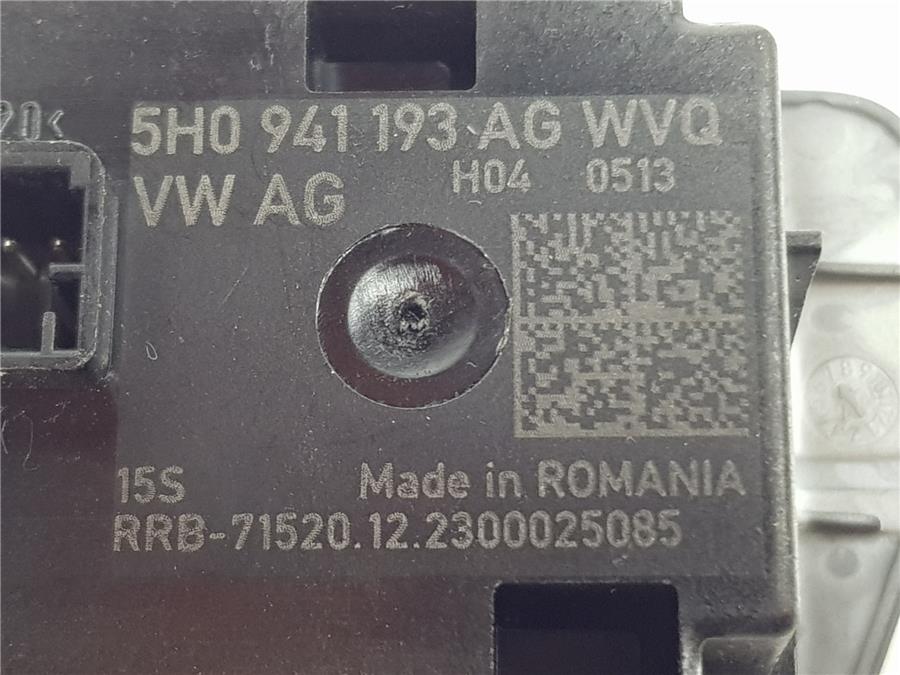 5H0 941 193 AG WVQ
VW AG H04 0513
15S Made in ROMANIA
RRB-71520.12.2300025085